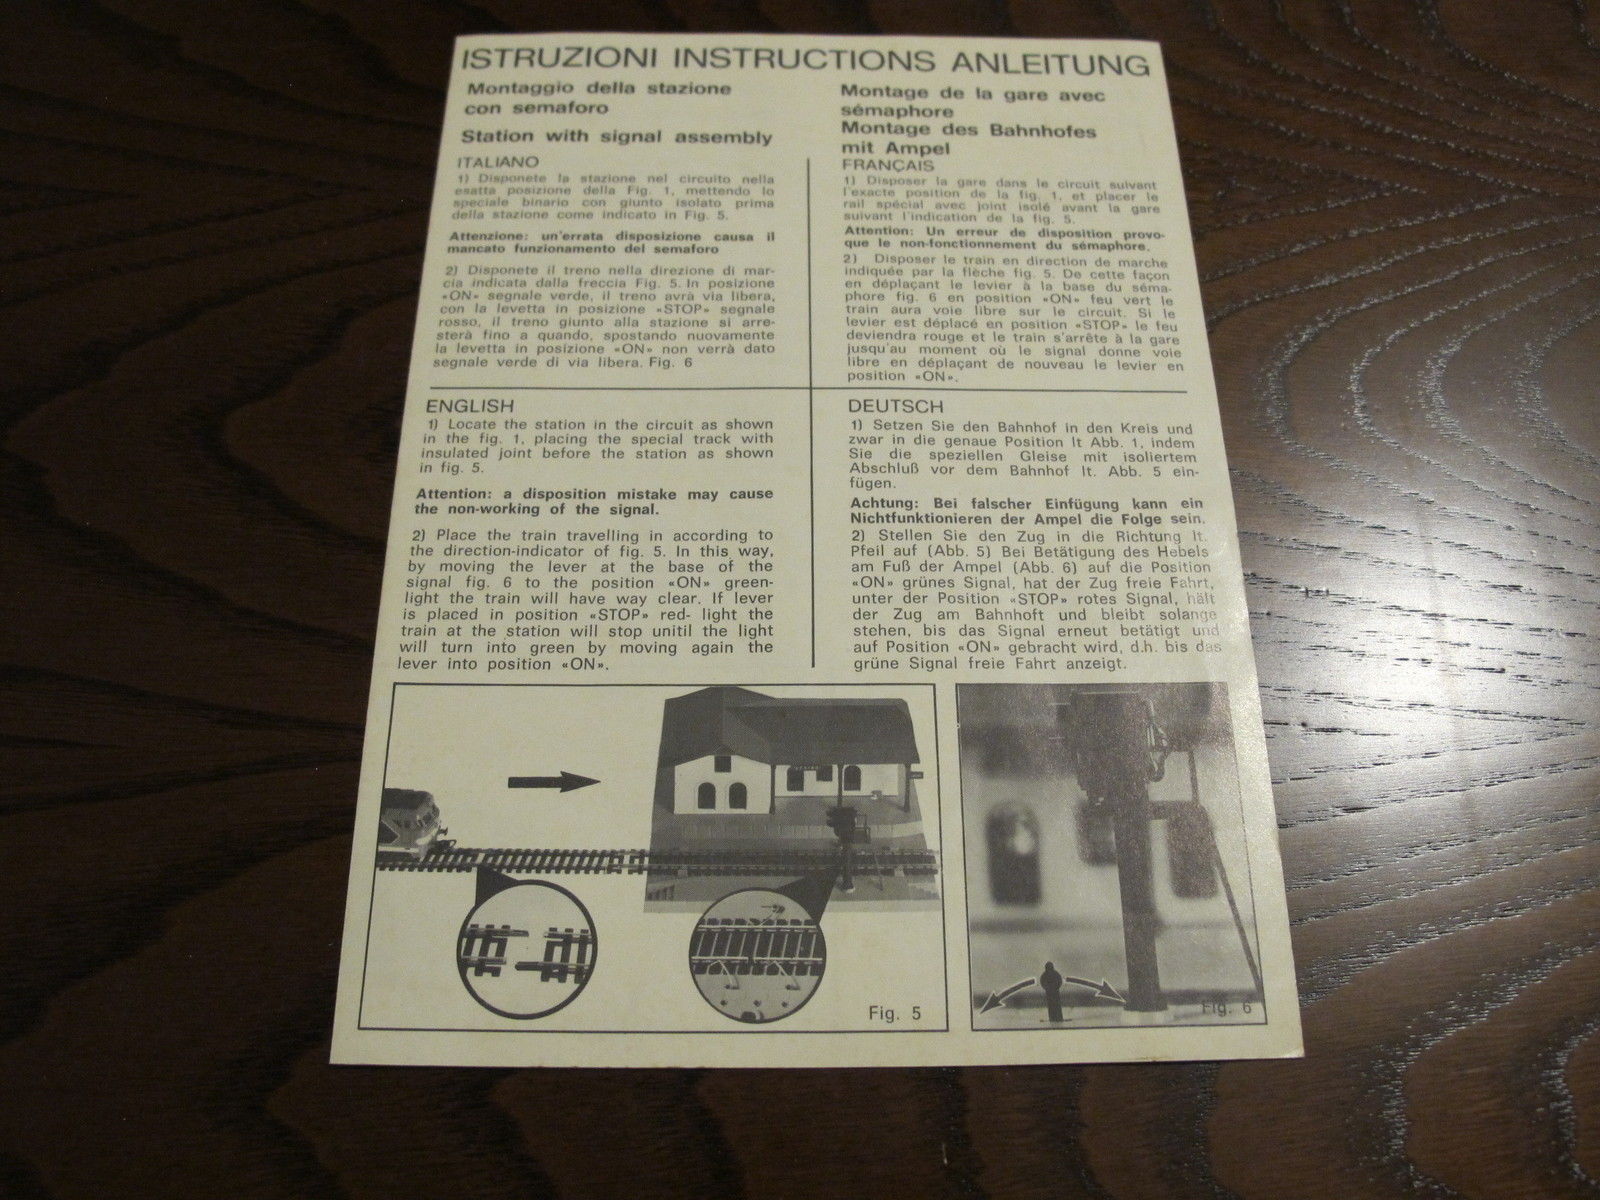 ISTRUZIONI INSTRUCTIONS ANLEITUNG
Montaggio della stazione
con semaforo
Station with signal assembly
Montage de la gare avec
sémaphore
Montage des Bahnhofes
mit Ampel
ITALIANO
1) Disponete la stazione nel circuito nella
esatta posizione della Fig. 1, mettendo lo
speciale binario con giunto isolato prima
della stazione come indicato in Fig. 5.
Attenzione: un'errata disposizione causa il
mancato funzionamento del semaforo
2) Disponete il treno nella direzione di mar-
cia indicata dalla freccia Fig. 5. In posizione
«ON» segnale verde, il treno avrà via libera,
con la levetta in posizione «STOP» segnale
rosso, il treno giunto alla stazione si arre-
sterà fino a quando, spostando nuovamente
la levetta in posizione «ON» non verrà dato
segnale verde di via libera. Fig. 6
FRANÇAIS
1) Disposer la gare dans le circuit suivant
l'exacte position de la fig. 1, et placer le
rail spécial avec joint isolé avant la gare
suivant l'indication de la fig. 5.
Attention: Un erreur de disposition provo-
que le non-fonctionnement du sémaphore.
2) Disposer le train en direction de marche
indiquée par la flèche fig. 5. De cette façon
en déplaçant le levier à la base du séma-
phore fig. 6 en position «ON» feu vert le
train aura voie libre sur le circuit. Si le
levier est déplacé en position «STOP» le feu
deviendra rouge et le train s'arrête à la gare
jusqu'au moment où le signal donne voie
libre en déplaçant de nouveau le levier en
position «ON».
ENGLISH
1) Locate the station in the circuit as shown
in the fig. 1, placing the special track with
insulated joint before the station as shown
in fig. 5.
Attention: a disposition mistake may cause
the non-working of the signal.
2) Place the train travelling in according to
the direction-indicator of fig. 5. In this way,
by moving the lever at the base of the
signal fig. 6 to the position «ON» green-
light the train will have way clear. If lever
is placed in position «STOP» red- light the
train at the station will stop unitil the light
will turn into green by moving again the
lever into position «ON».
DEUTSCH
1) Setzen Sie den Bahnhof in den Kreis und
zwar in die genaue Position lt Abb. 1, indem
Sie die speziellen Gleise mit isoliertem
Abschluß vor dem Bahnhof lt. Abb. 5 ein-
fügen.
Achtung: Bei falscher Einfügung kann ein
Nichtfunktionieren der Ampel die Folge sein.
2) Stellen Sie den Zug in die Richtung lt.
Pfeil auf (Abb. 5) Bei Betätigung des Hebels
am Fuß der Ampel (Abb. 6) auf die Position
«ON» grünes Signal, hat der Zug freie Fahrt,
unter der Position «STOP» rotes Signal, hält
der Zug am Bahnhoft und bleibt solange
stehen, bis das Signal erneut betätigt und
auf Position «ON» gebracht wird, d.h. bis das
grüne Signal freie Fahrt anzeigt.
Fig. 5
Fig. 6